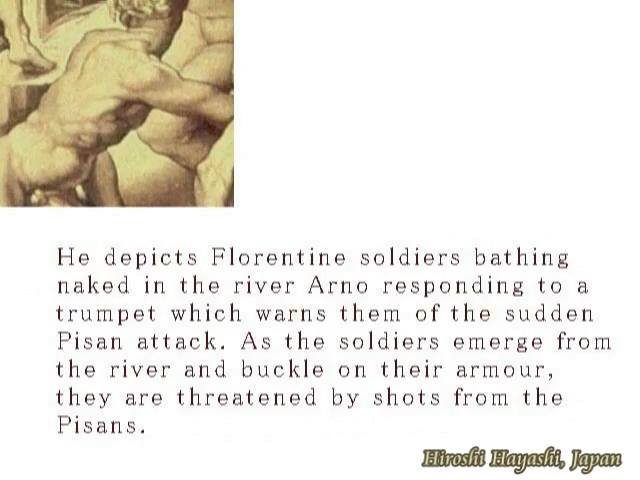 He depicts Florentine soldiers bathing
naked in the river Arno responding to a
trumpet which warns them of the sudden
Pisan attack. As the soldiers emerge from
the river and buckle on their armour,
they are threatened by shots from the
Pisans.
Hiroshi Hayashi, Japan